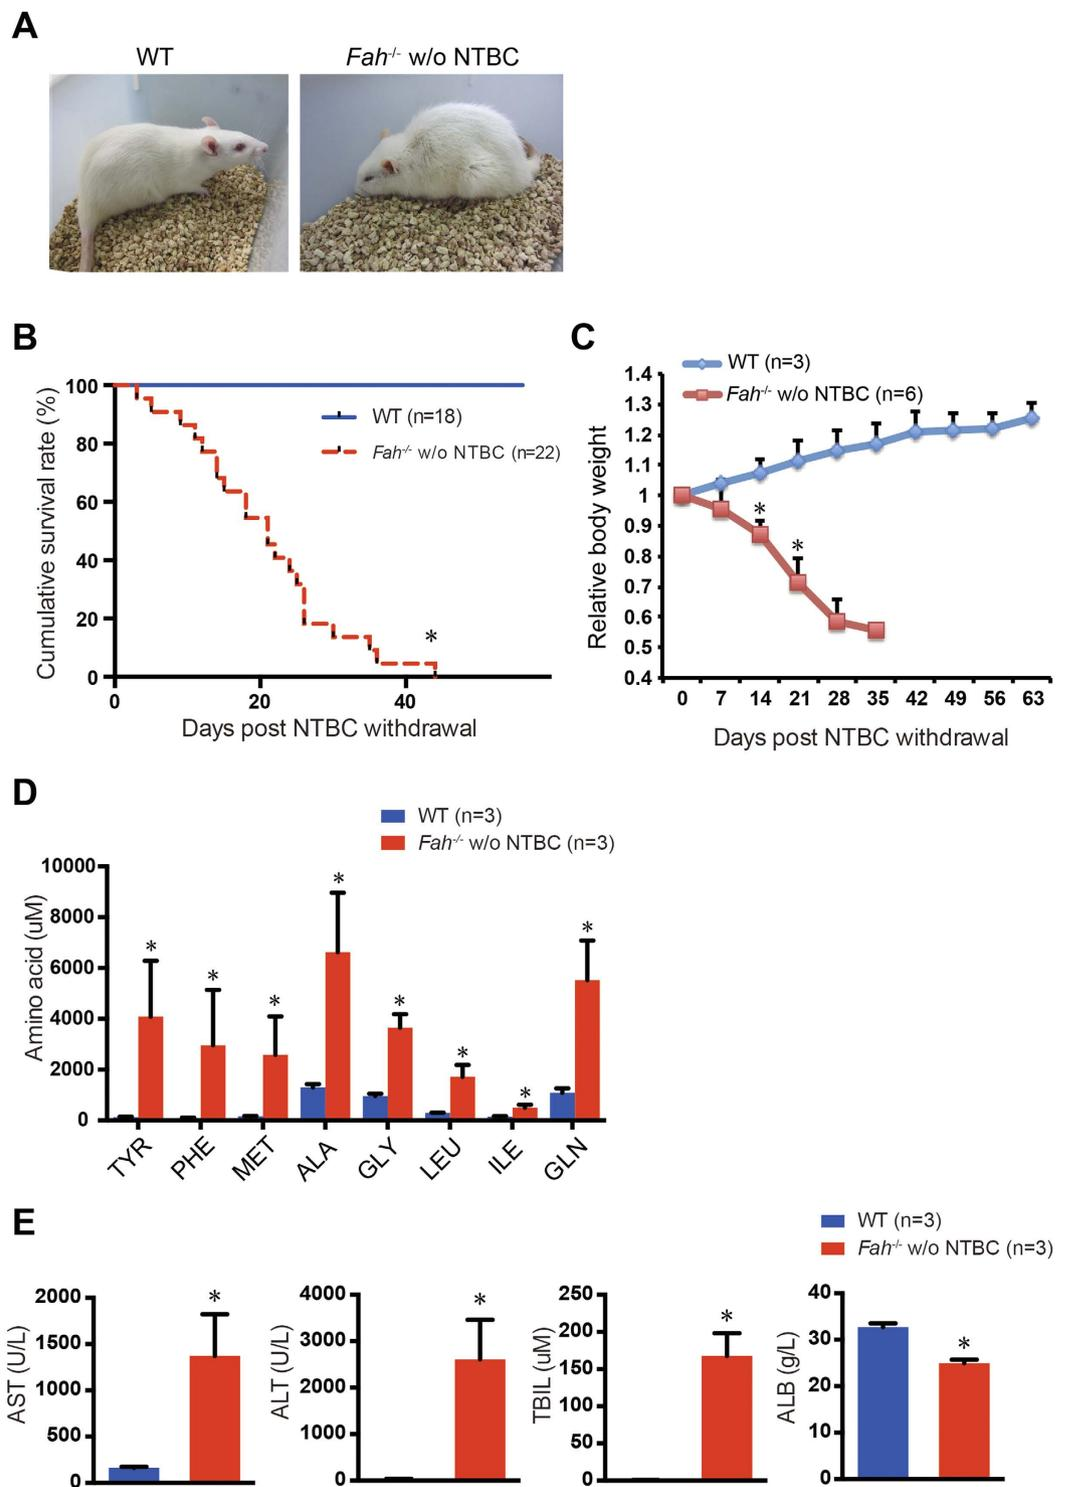 A
WT
Fah-/- w/o NTBC
B
Cumulative survival rate (%)
100
80
60
40
20
0
0
20
40
WT (n=18)
Fah-/- w/o NTBC (n=22)
*
Days post NTBC withdrawal
C
WT (n=3)
Fah-/- w/o NTBC (n=6)
Relative body weight
1.4
1.3
1.2
1.1
1
0.9
0.8
0.7
0.6
0.5
0.4
*
*
0 7 14 21 28 35 42 49 56 63
Days post NTBC withdrawal
D
WT (n=3)
Fah-/- w/o NTBC (n=3)
Amino acid (uM)
10000
8000
6000
4000
2000
0
* * * * * * * *
TYR PHE MET ALA GLY LEU ILE GLN
E
WT (n=3)
Fah-/- w/o NTBC (n=3)
AST (U/L)
2000
1500
1000
500
0
*
ALT (U/L)
4000
3000
2000
1000
0
*
TBIL (uM)
250
200
150
100
50
0
*
ALB (g/L)
40
30
20
10
0
*